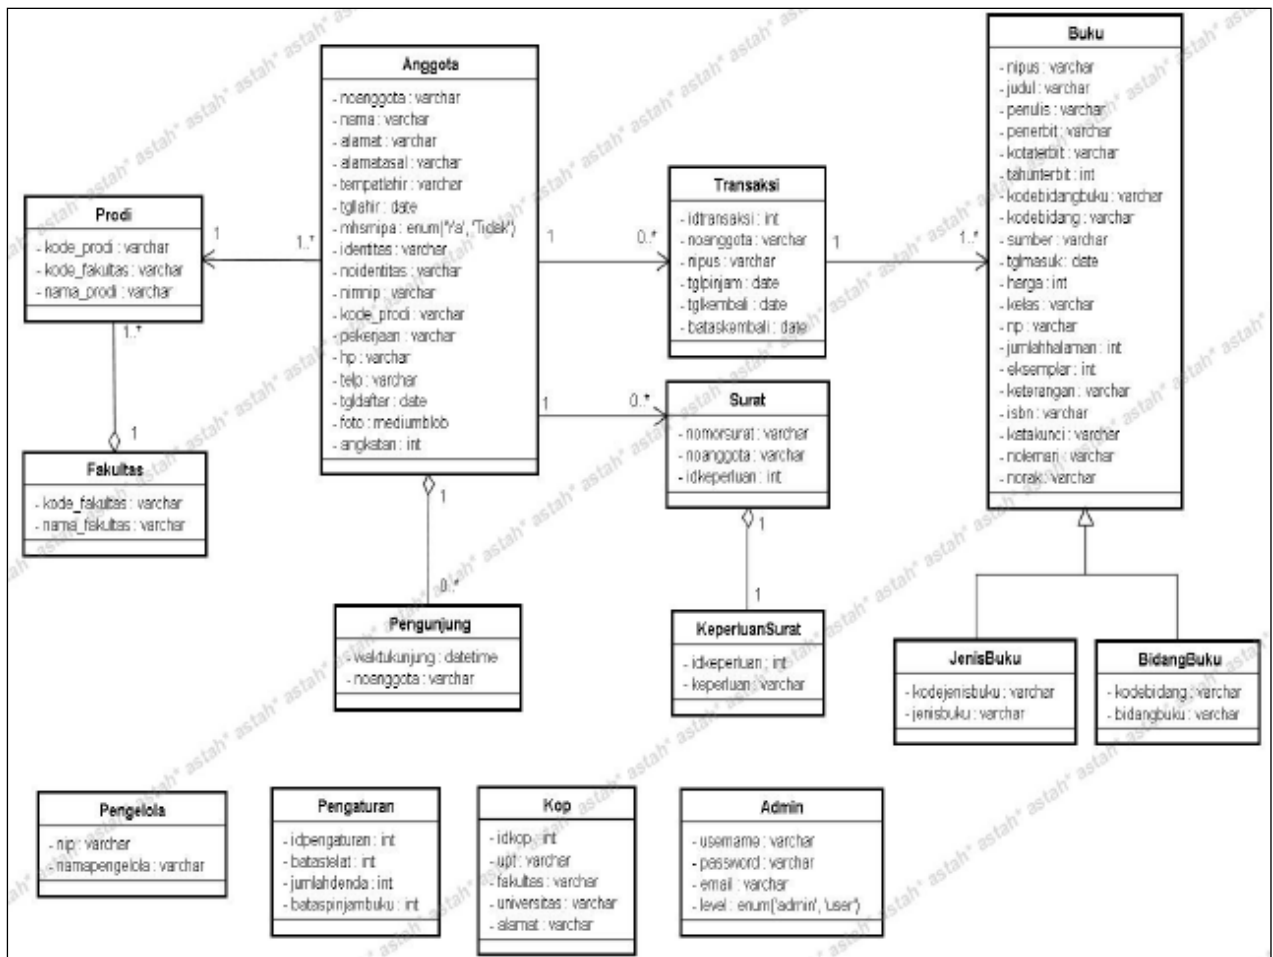 Anggota
- noanggota : varchar
- nama : varchar
- alamat : varchar
- alamatasal : varchar
- tempatlahir : varchar
- tgllahir : date
- mhsmipa : enum('Ya', 'Tidak')
- identitas : varchar
- noidentitas : varchar
- nimnip : varchar
- kode_prodi : varchar
- pekerjaan : varchar
- hp : varchar
- telp : varchar
- tgldaftar : date
- foto : mediumblob
- angkatan : int
Buku
- nipus : varchar
- judul : varchar
- penulis : varchar
- penerbit : varchar
- kotaterbit : varchar
- tahunterbit : int
- kodebidangbuku : varchar
- kodebidang : varchar
- sumber : varchar
- tglmasuk : date
- harga : int
- kelas : varchar
- np : varchar
- jumlahhalaman : int
- eksemplar : int
- keterangan : varchar
- isbn : varchar
- katakunci : varchar
- nolemari : varchar
- norak : varchar
Transaksi
- idtransaksi : int
- noanggota : varchar
- nipus : varchar
- tglpinjam : date
- tglkembali : date
- bataskembali : date
Prodi
- kode_prodi : varchar
- kode_fakultas : varchar
- nama_prodi : varchar
1
1..*
1
0..*
1
1..*
1..*
1
1
0..*
Surat
- nomorsurat : varchar
- noanggota : varchar
- idkeperluan : int
Fakultas
- kode_fakultas : varchar
- nama_fakultas : varchar
1
0..*
1
1
Pengunjung
- waktukunjung : datetime
- noanggota : varchar
KeperluanSurat
- idkeperluan : int
- keperluan : varchar
JenisBuku
- kodejenisbuku : varchar
- jenisbuku : varchar
BidangBuku
- kodebidang : varchar
- bidangbuku : varchar
Pengelola
- nip : varchar
- namapengelola : varchar
Pengaturan
- idpengaturan : int
- batastelat : int
- jumlahdenda : int
- bataspinjambuku : int
Kop
- idkop : int
- upt : varchar
- fakultas : varchar
- universitas : varchar
- alamat : varchar
Admin
- username : varchar
- password : varchar
- email : varchar
- level : enum('admin', 'user')
astah* astah* astah* astah* astah*